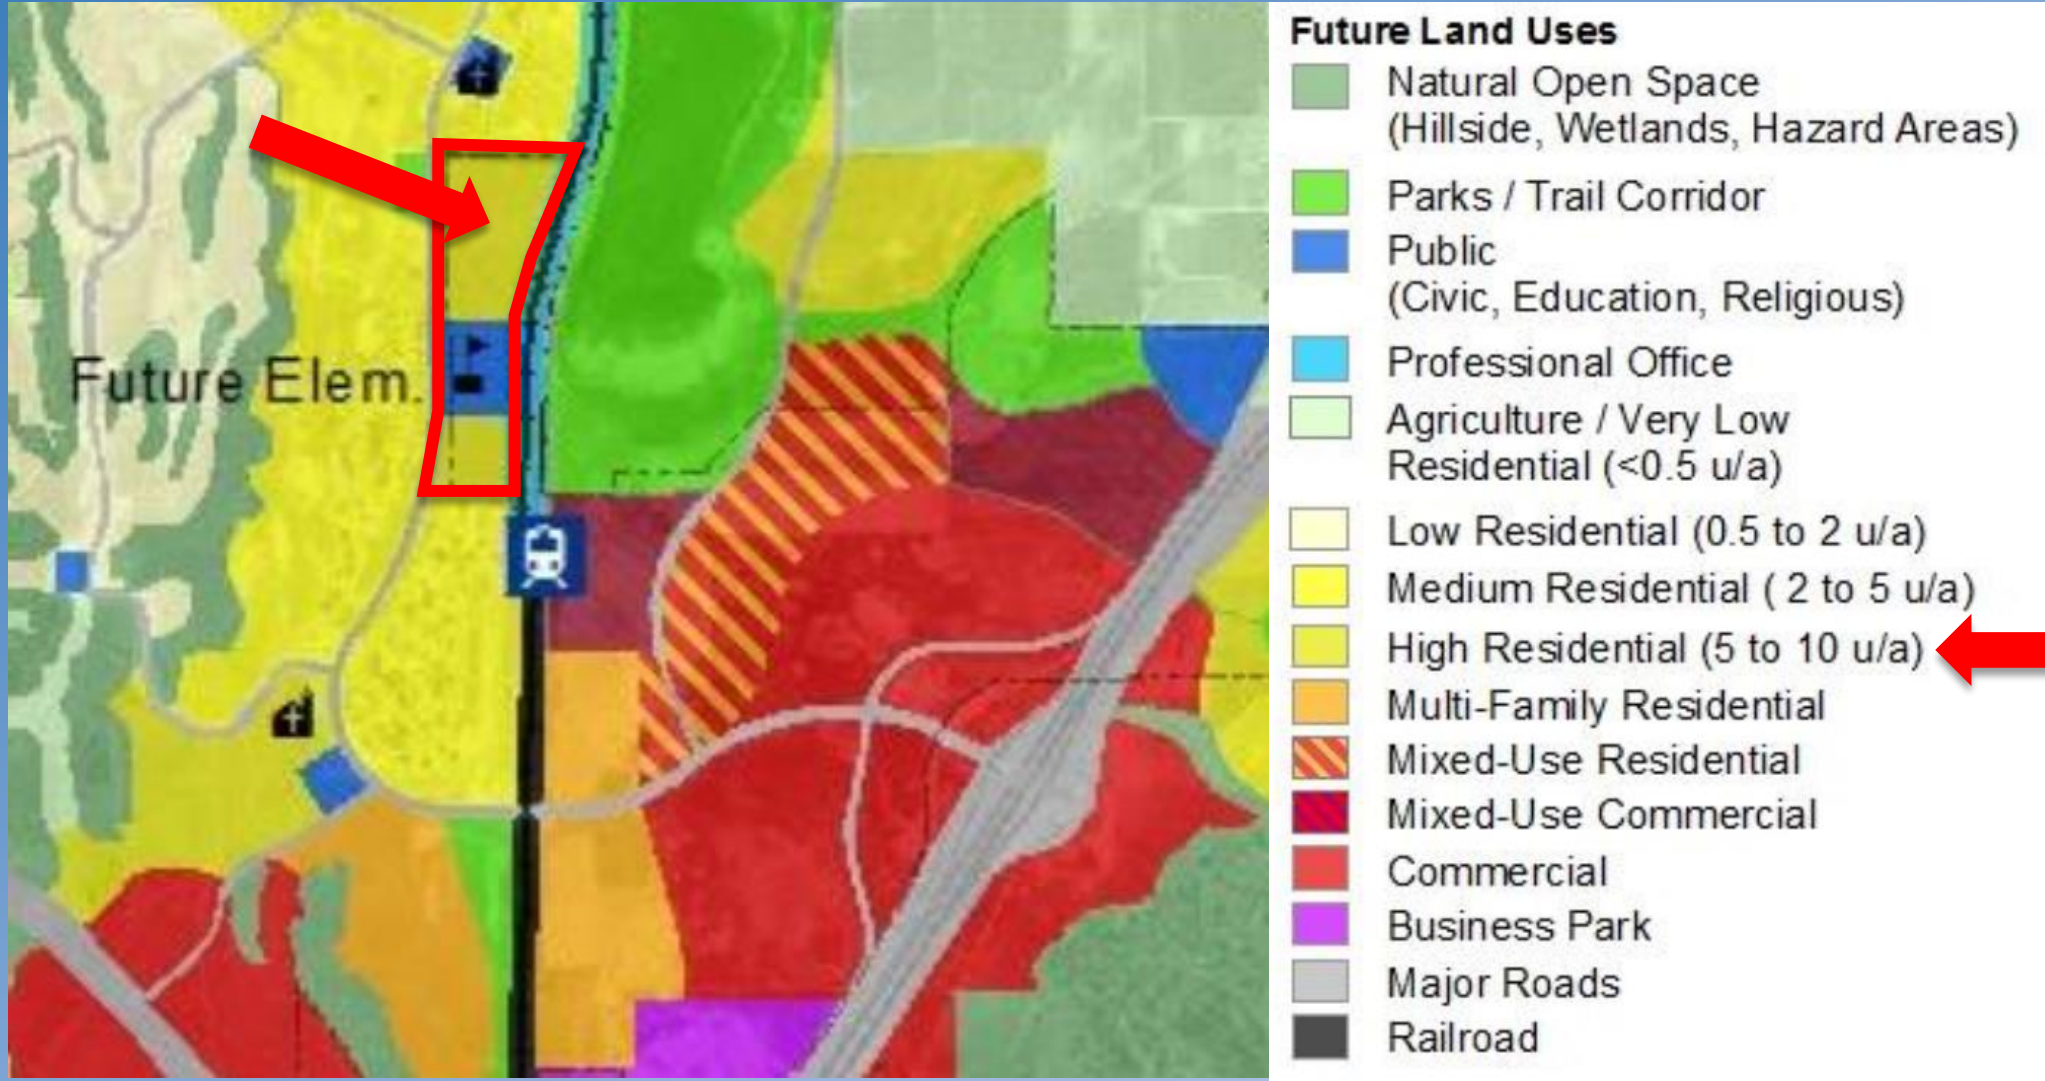 Future Elem.
Future Land Uses
Natural Open Space
(Hillside, Wetlands, Hazard Areas)
Parks / Trail Corridor
Public
(Civic, Education, Religious)
Professional Office
Agriculture / Very Low
Residential (<0.5 u/a)
Low Residential (0.5 to 2 u/a)
Medium Residential ( 2 to 5 u/a)
High Residential (5 to 10 u/a)
Multi-Family Residential
Mixed-Use Residential
Mixed-Use Commercial
Commercial
Business Park
Major Roads
Railroad